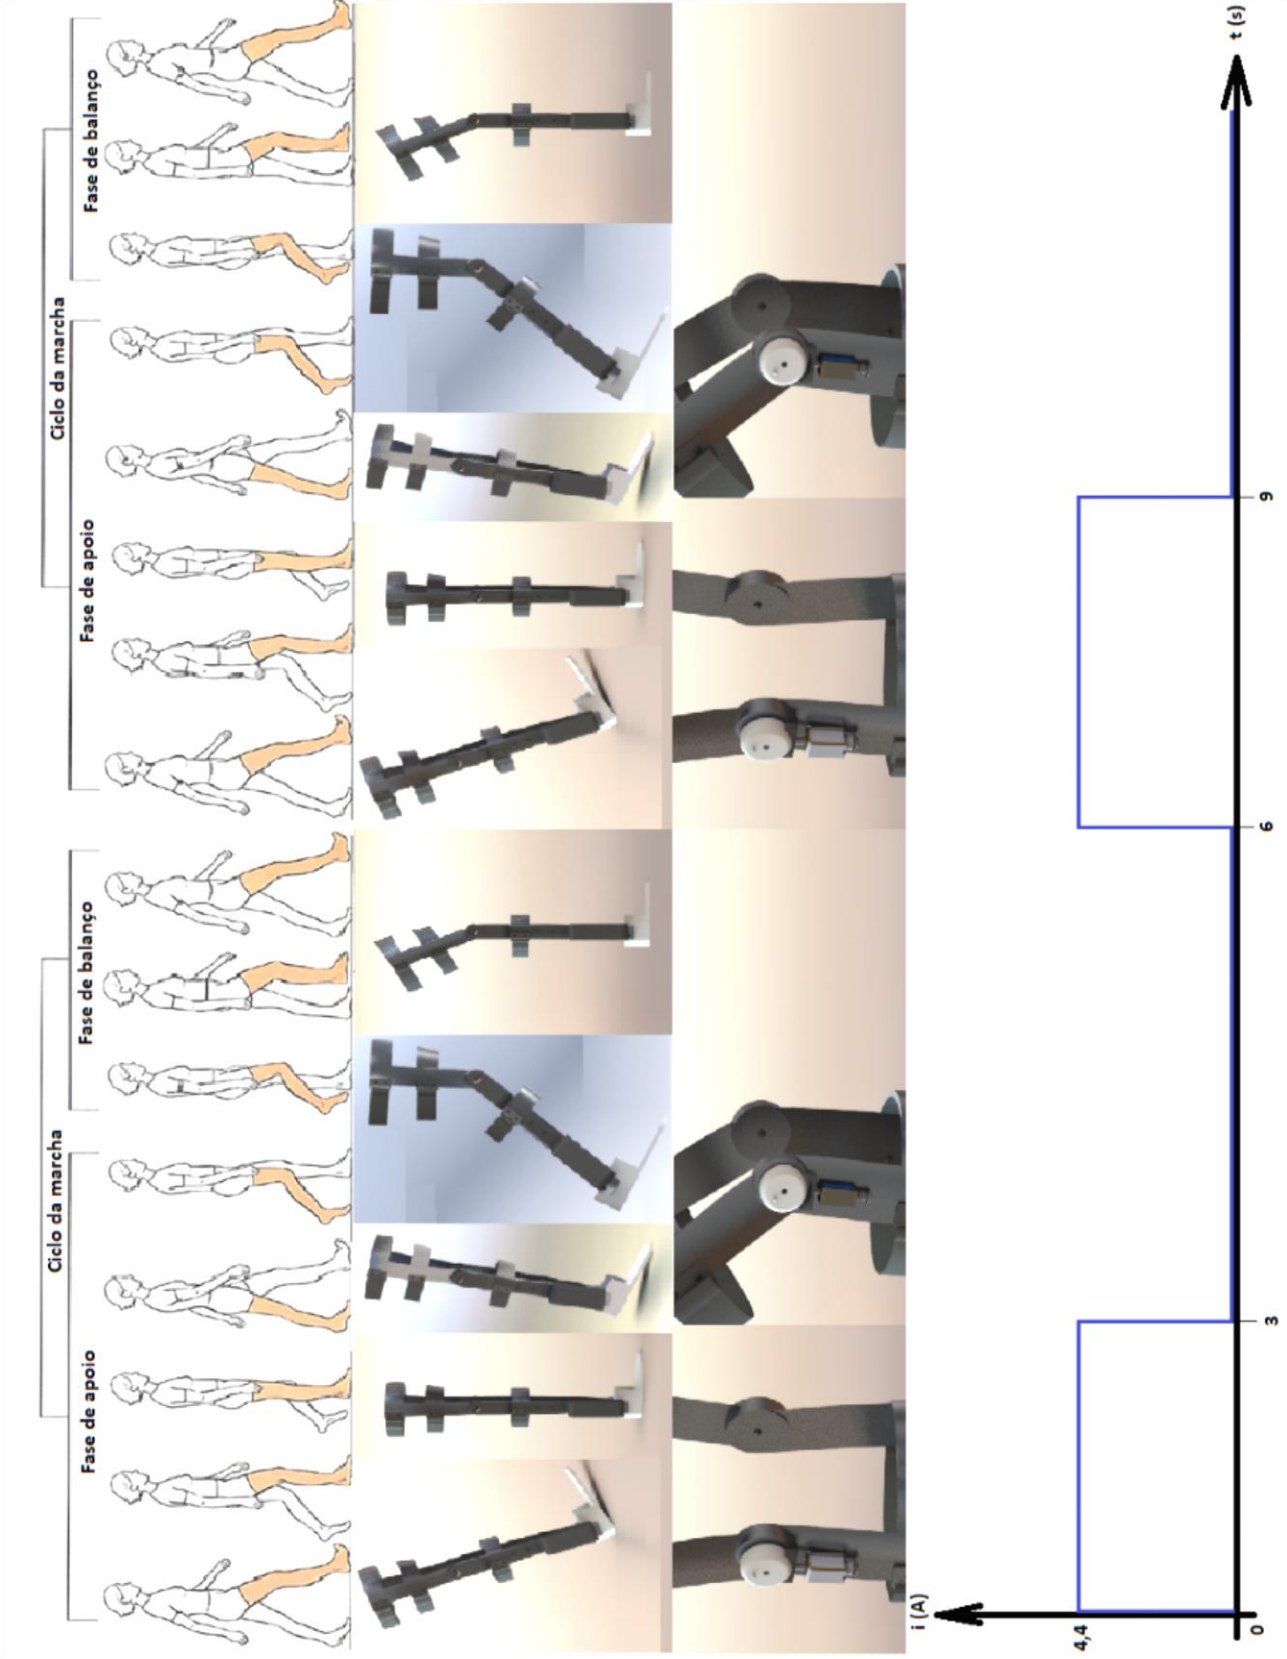 Ciclo da marcha
Ciclo da marcha
Fase de apoio
Fase de balanço
Fase de apoio
Fase de balanço
i (A)
4,4
0
3
6
9
t (s)